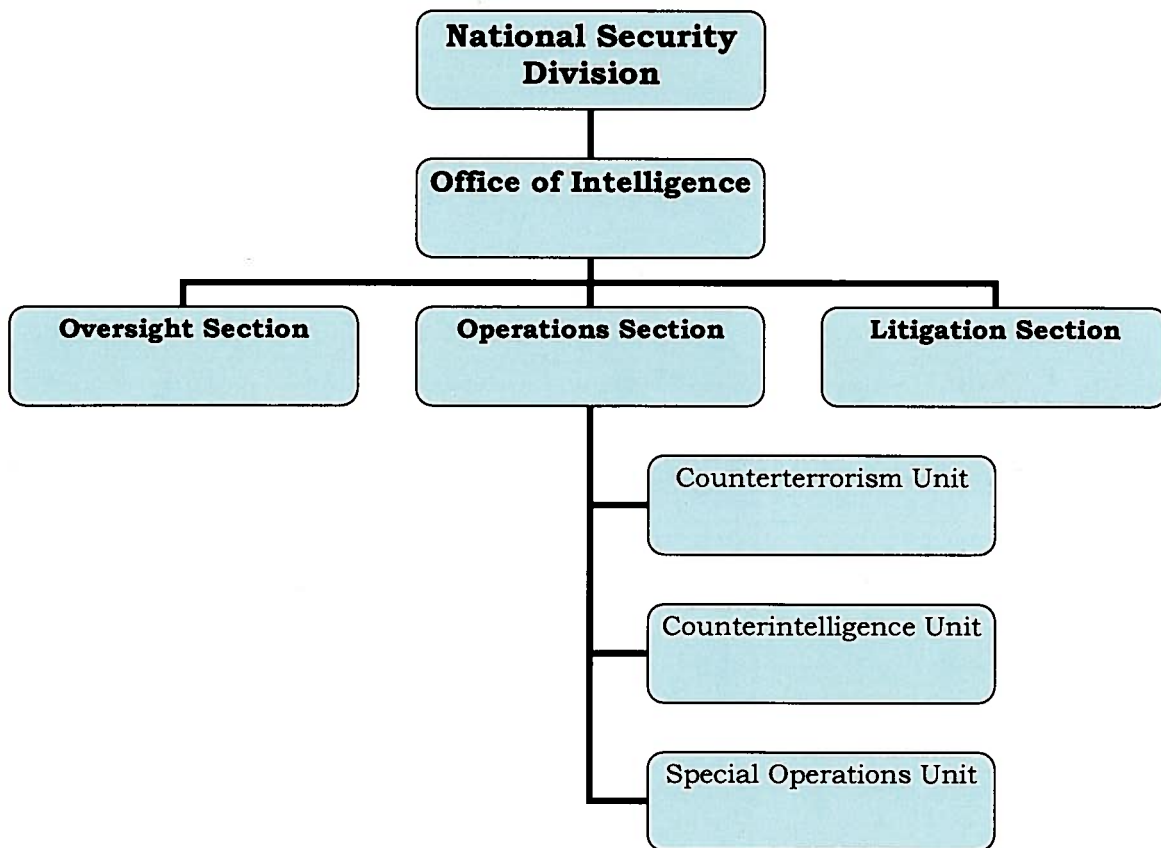 National Security
Division
Office of Intelligence
Oversight Section
Operations Section
Litigation Section
Counterterrorism Unit
Counterintelligence Unit
Special Operations Unit